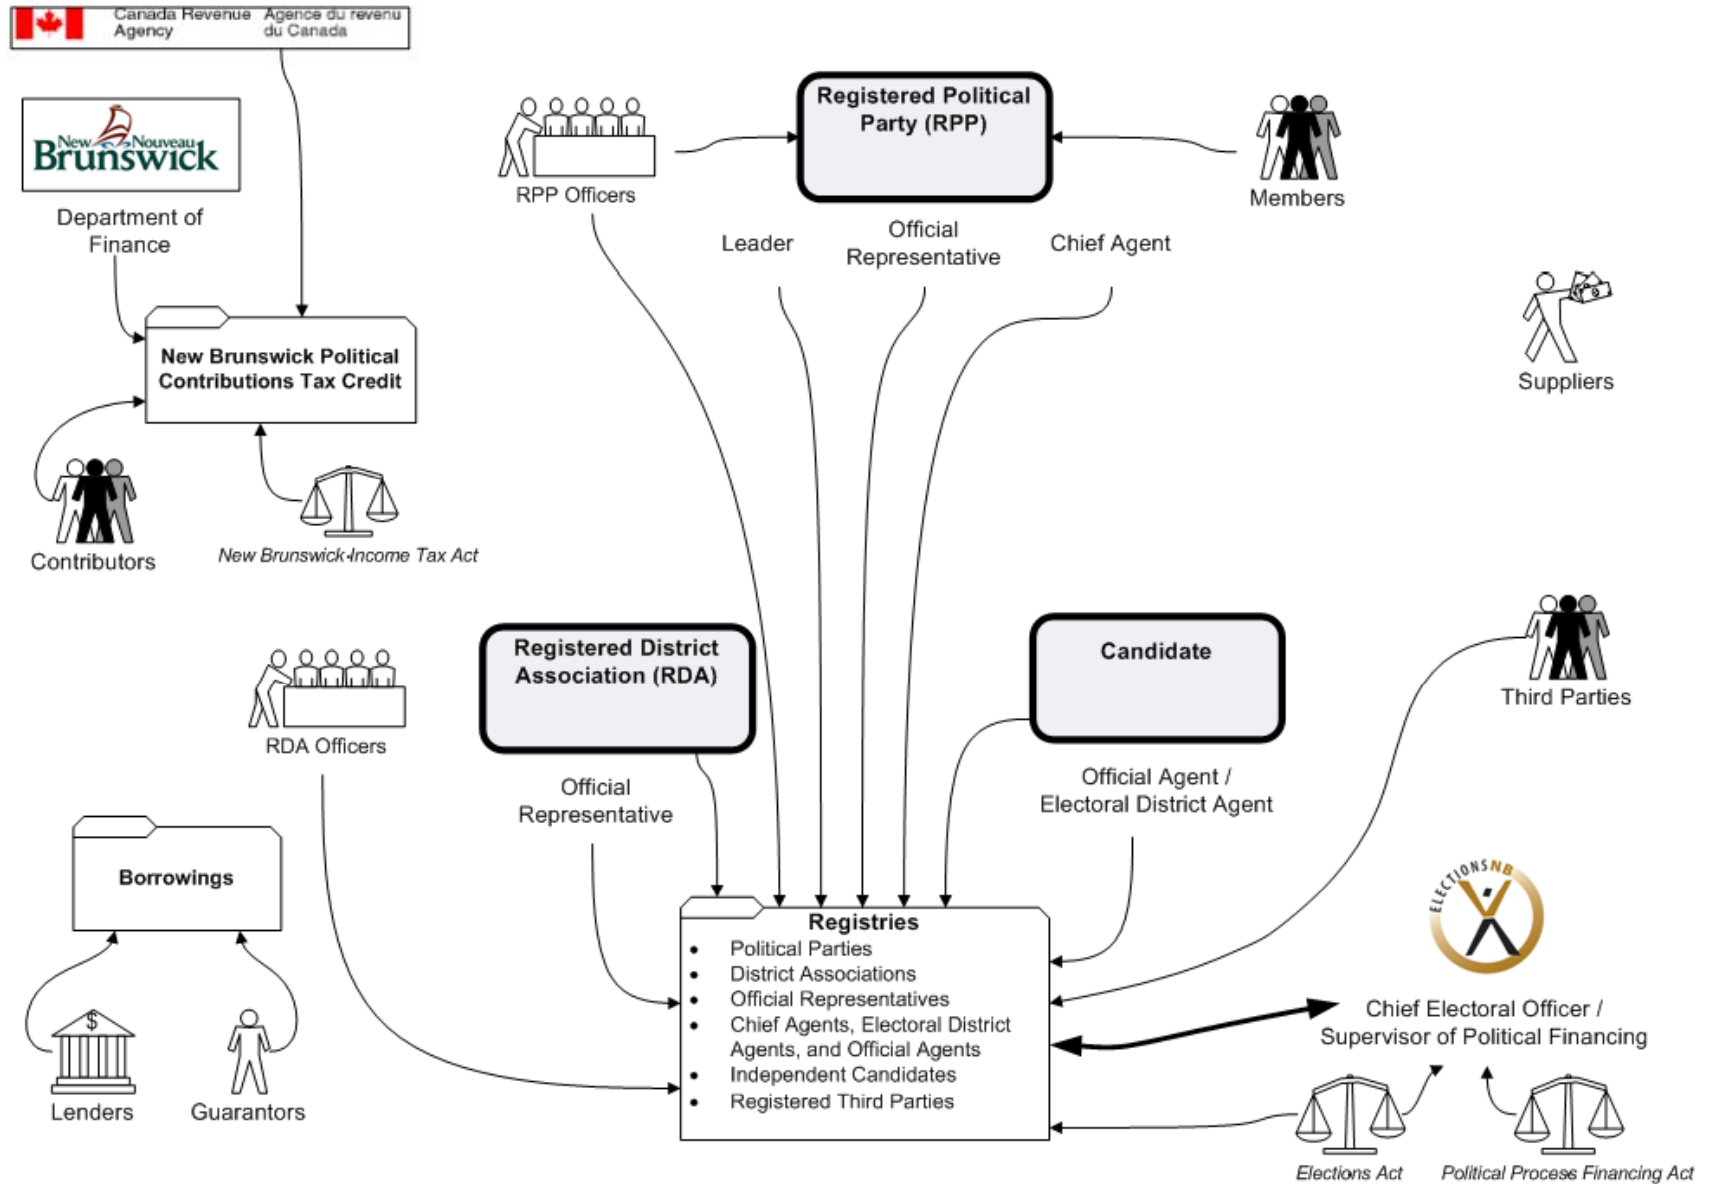 Canada Revenue Agence du revenu
Agency du Canada
New Nouveau
Brunswick
Department of
Finance
New Brunswick Political
Contributions Tax Credit
Contributors
New Brunswick Income Tax Act
RPP Officers
Registered Political
Party (RPP)
Members
Leader
Official
Representative
Chief Agent
Suppliers
RDA Officers
Registered District
Association (RDA)
Official
Representative
Candidate
Official Agent /
Electoral District Agent
Third Parties
Borrowings
$
Lenders
Guarantors
Registries
• Political Parties
• District Associations
• Official Representatives
• Chief Agents, Electoral District
Agents, and Official Agents
• Independent Candidates
• Registered Third Parties
ELECTIONS NB
Chief Electoral Officer /
Supervisor of Political Financing
Elections Act
Political Process Financing Act